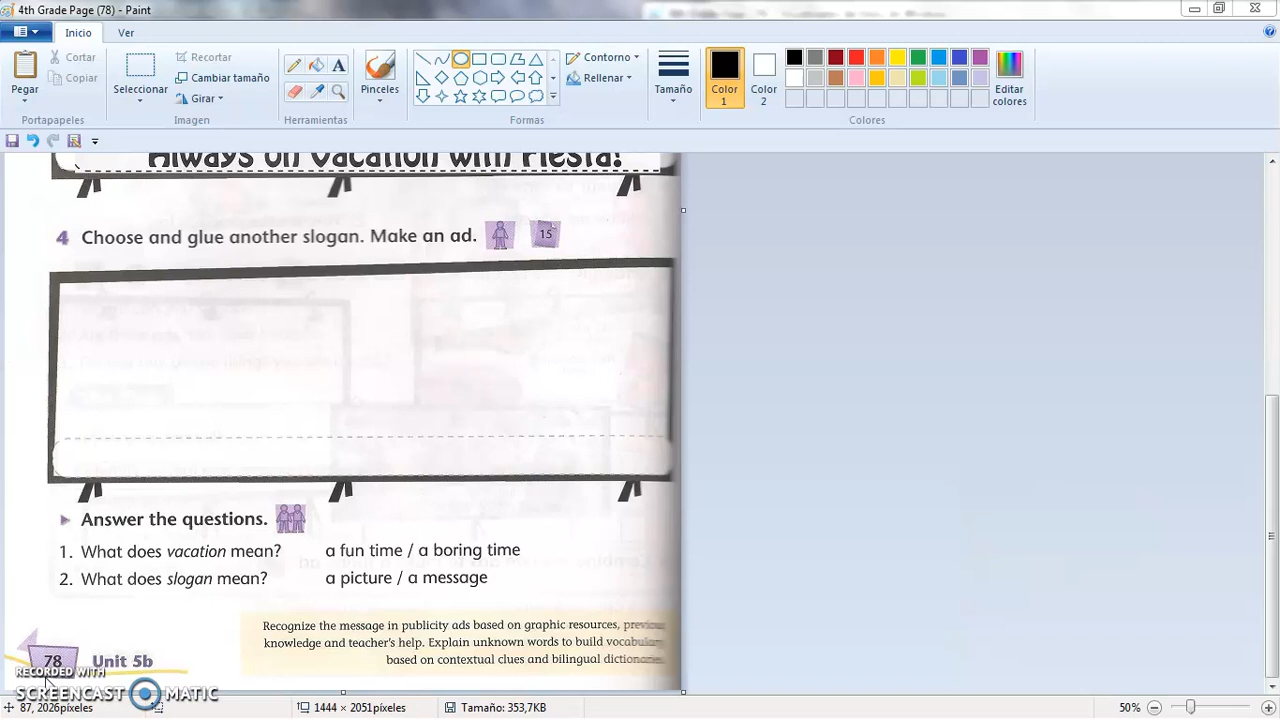 4th Grade Page (78) - Paint
Inicio Ver
Pegar
Cortar
Copiar
Portapapeles
Seleccionar
Recortar
Cambiar tamaño
Girar
Imagen
A
Herramientas
Pinceles
Contorno
Rellenar
Formas
Tamaño
Color 1
Color 2
Editar colores
Colores
Always on vacation with Fiesta!
4 Choose and glue another slogan. Make an ad. 15
Answer the questions.
1. What does vacation mean? a fun time / a boring time
2. What does slogan mean? a picture / a message
Recognize the message in publicity ads based on graphic resources, previous
knowledge and teacher's help. Explain unknown words to build vocabulary
based on contextual clues and bilingual dictionaries.
78 Unit 5b
RECORDED WITH
SCREENCAST MATIC
87, 2026píxeles
1444 × 2051píxeles
Tamaño: 353,7KB
50%